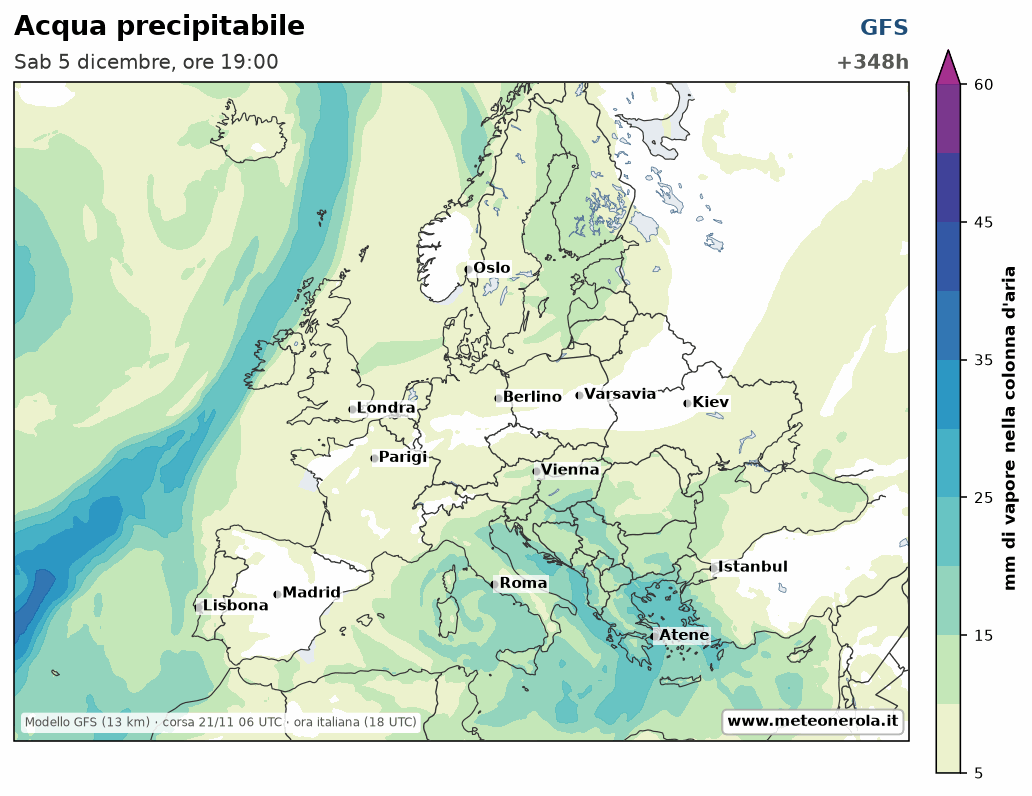 Acqua precipitabile
GFS
Sab 5 dicembre, ore 19:00
+348h
60
45
35
25
15
5
mm di vapore nella colonna d'aria
Oslo
Londra
Berlino
Varsavia
Kiev
Parigi
Vienna
Roma
Istanbul
Madrid
Lisbona
Atene
Modello GFS (13 km) · corsa 21/11 06 UTC · ora italiana (18 UTC)
www.meteonerola.it